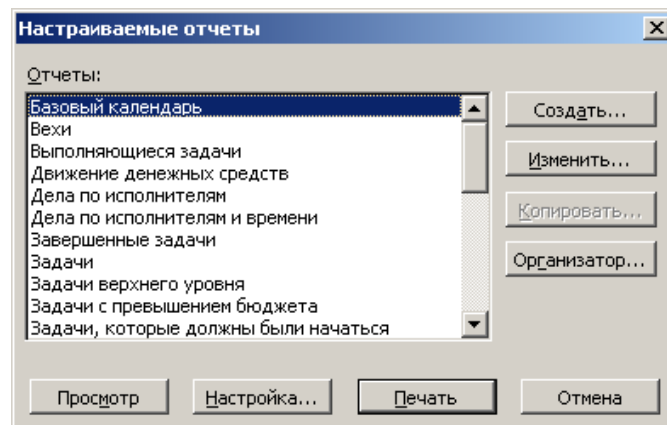 Настраиваемые отчеты
Отчеты:
Базовый календарь
Вехи
Выполняющиеся задачи
Движение денежных средств
Дела по исполнителям
Дела по исполнителям и времени
Завершенные задачи
Задачи
Задачи верхнего уровня
Задачи с превышением бюджета
Задачи, которые должны были начаться
Создать...
Изменить...
Копировать...
Организатор...
Просмотр
Настройка...
Печать
Отмена